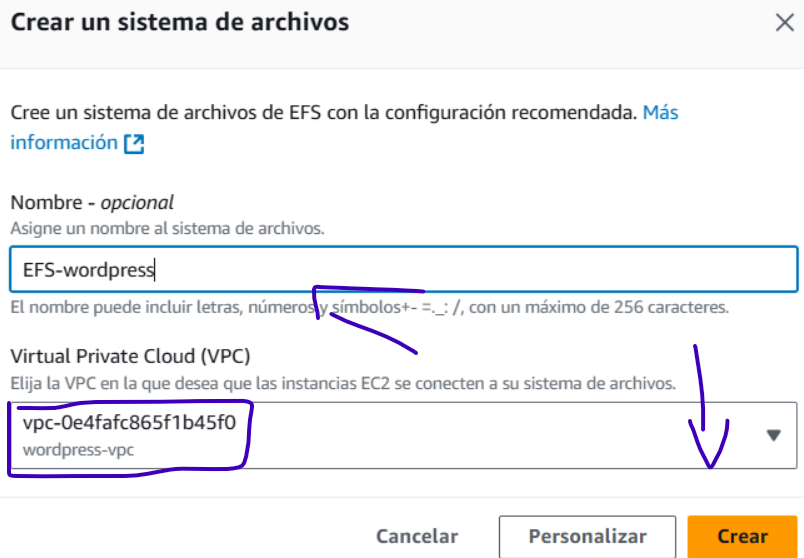 Crear un sistema de archivos
Cree un sistema de archivos de EFS con la configuración recomendada. Más
información
Nombre - opcional
Asigne un nombre al sistema de archivos.
EFS-wordpress
El nombre puede incluir letras, números y símbolos+- =._: /, con un máximo de 256 caracteres.
Virtual Private Cloud (VPC)
Elija la VPC en la que desea que las instancias EC2 se conecten a su sistema de archivos.
vpc-0e4fafc865f1b45f0
wordpress-vpc
Cancelar Personalizar Crear